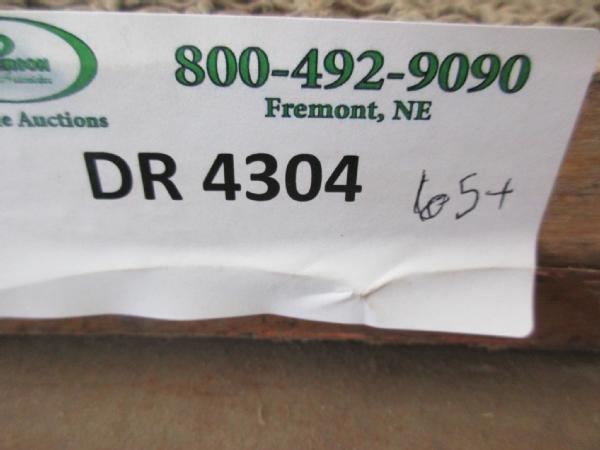 800-492-9090
Fremont, NE
Auctions
DR 4304 65+